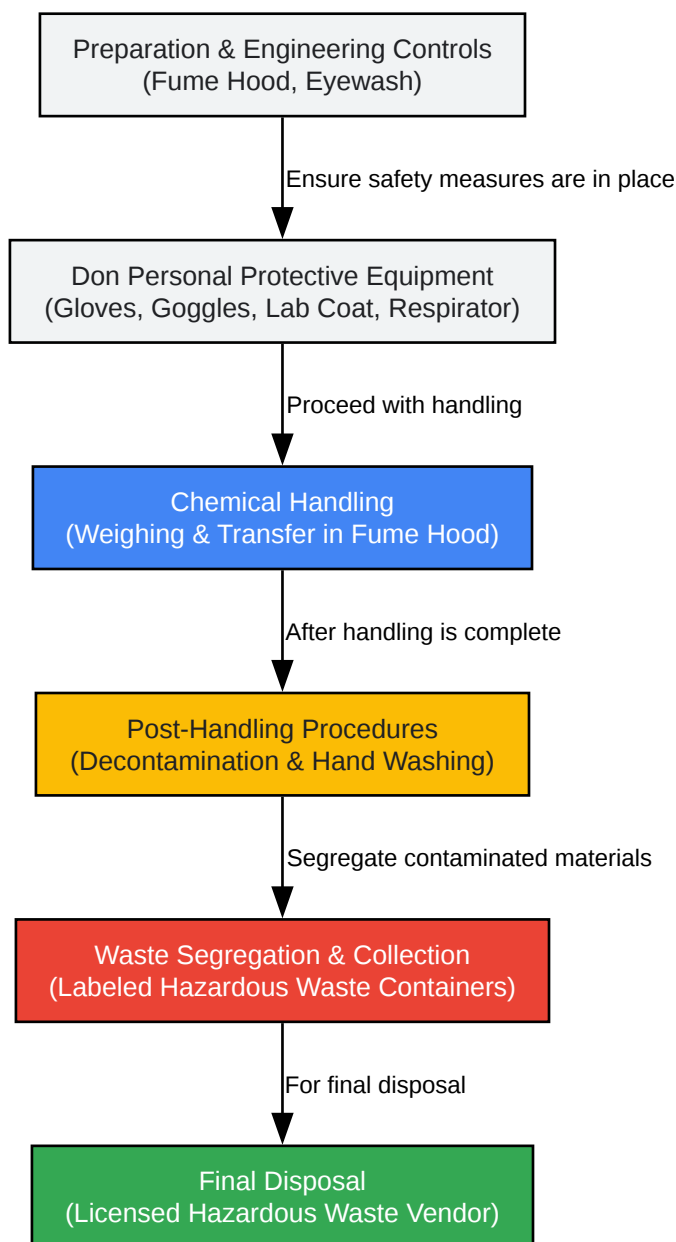 Preparation & Engineering Controls
(Fume Hood, Eyewash)
Ensure safety measures are in place
Don Personal Protective Equipment
(Gloves, Goggles, Lab Coat, Respirator)
Proceed with handling
Chemical Handling
(Weighing & Transfer in Fume Hood)
After handling is complete
Post-Handling Procedures
(Decontamination & Hand Washing)
Segregate contaminated materials
Waste Segregation & Collection
(Labeled Hazardous Waste Containers)
For final disposal
Final Disposal
(Licensed Hazardous Waste Vendor)